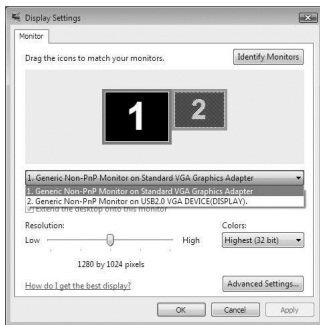 Display Settings
Monitor
Drag the icons to match your monitors.
Identify Monitors
1 2
1. Generic Non-PnP Monitor on Standard VGA Graphics Adapter
1. Generic Non-PnP Monitor on Standard VGA Graphics Adapter
2. Generic Non-PnP Monitor on USB2.0 VGA DEVICE(DISPLAY).
Extend the desktop onto this monitor
Resolution: Colors:
Low High Highest (32 bit)
1280 by 1024 pixels
How do I get the best display? Advanced Settings...
OK Cancel Apply